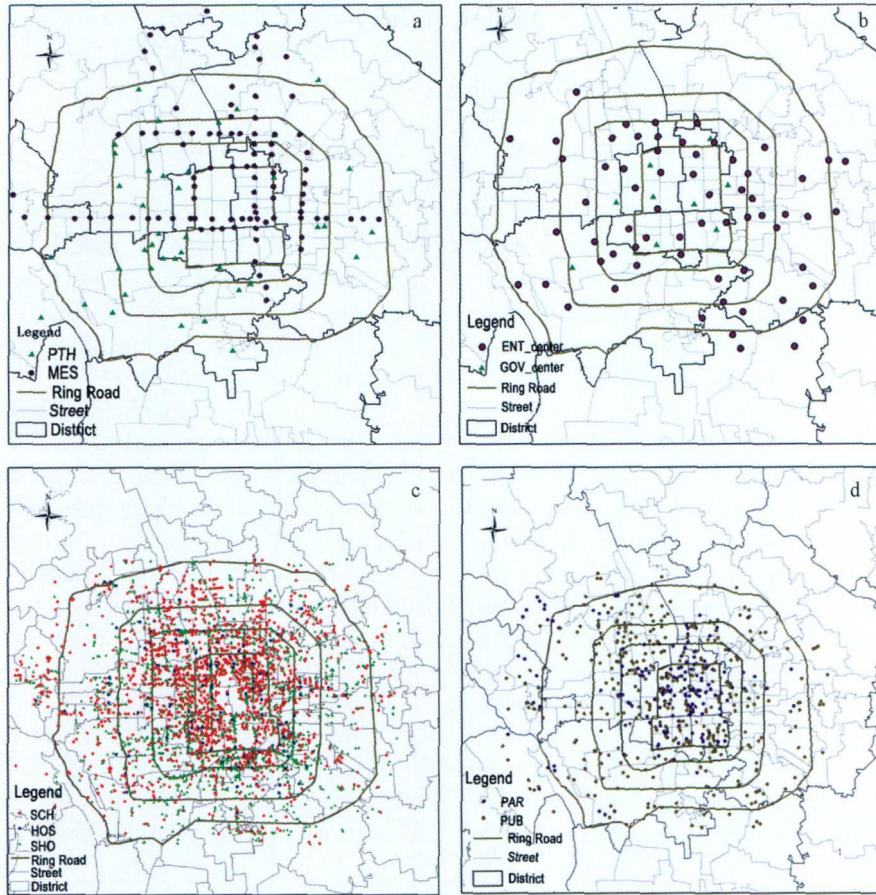 a
N
Legend
PTH
MES
Ring Road
Street
District
b
N
Legend
ENT_center
GOV_center
Ring Road
Street
District
c
N
Legend
SCH
HOS
SHO
Ring Road
Street
District
d
N
Legend
PAR
PUB
Ring Road
Street
District